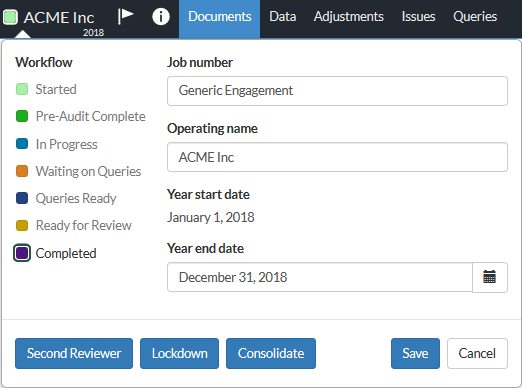 ACME Inc Documents Data Adjustments Issues Queries
2018
Workflow
Started
Pre-Audit Complete
In Progress
Waiting on Queries
Queries Ready
Ready for Review
Completed
Job number
Generic Engagement
Operating name
ACME Inc
Year start date
January 1, 2018
Year end date
December 31, 2018
Second Reviewer Lockdown Consolidate Save Cancel